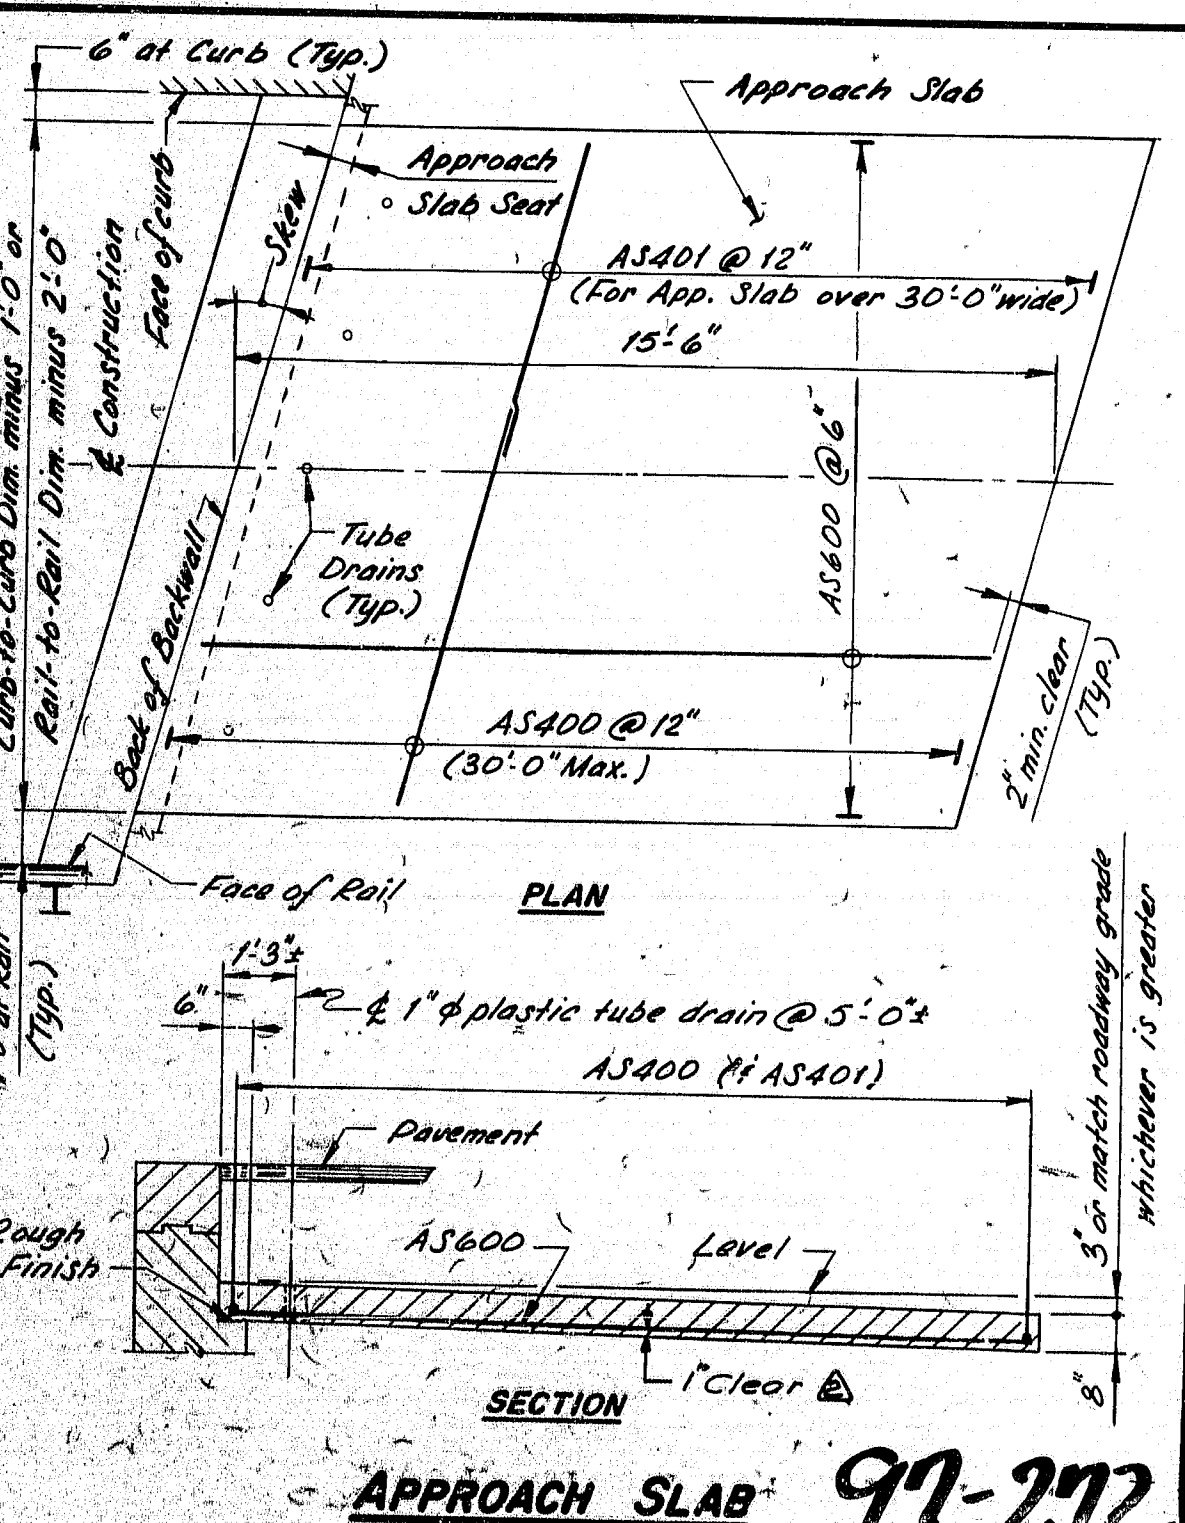 6" at Curb (Typ.)
Approach Slab
Approach
Slab Seat
Face of curb
Skew
AS401 @ 12"
(For App. Slab over 30'-0" wide)
15'-6"
Curb-to-Curb Dim. minus 1'-0" or
Rail-to-Rail Dim. minus 2'-0"
℄ Construction
AS600 @ 6"
Tube
Drains
(Typ.)
Back of Backwall
AS400 @ 12"
(30'-0" Max.)
2" min. clear
(Typ.)
Face of Rail
PLAN
at Rail
(Typ.)
1'-3"±
6"
℄ 1" φ plastic tube drain @ 5'-0"±
AS400 (& AS401)
Pavement
3" or match roadway grade
whichever is greater
Rough
Finish
AS600
Level
1" Clear 2
8"
SECTION
APPROACH SLAB
97-272